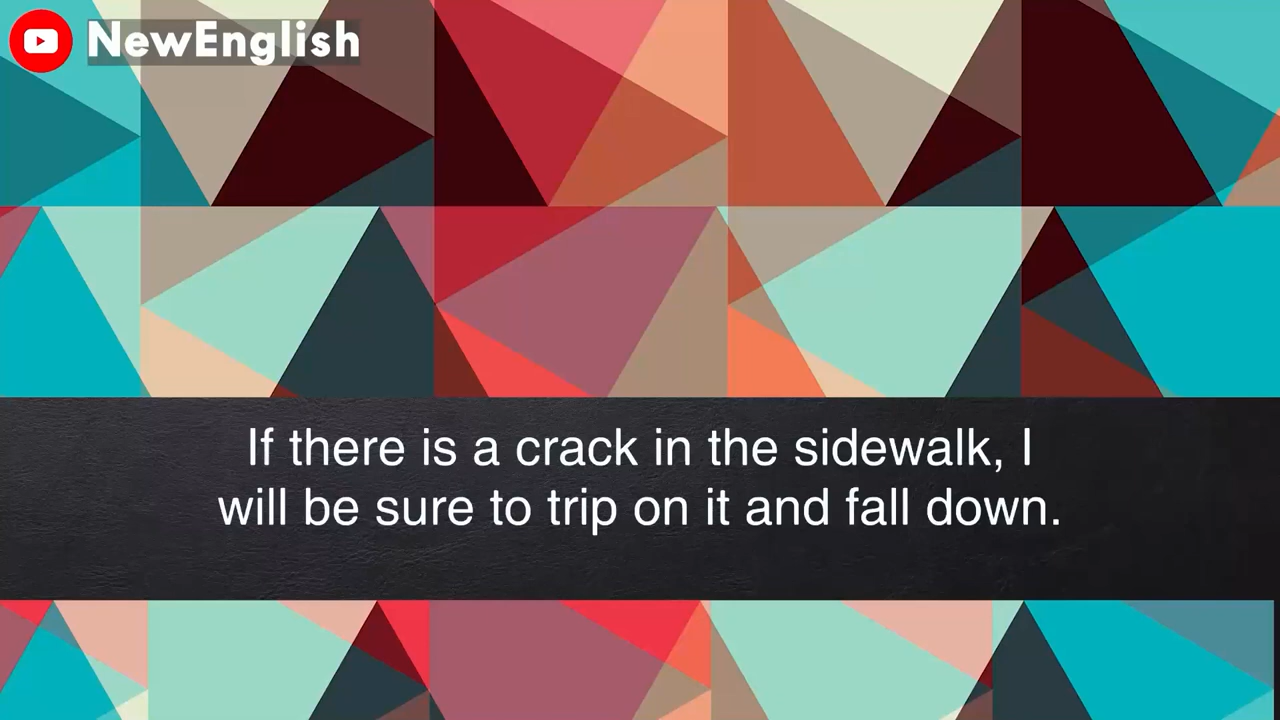 NewEnglish
If there is a crack in the sidewalk, I
will be sure to trip on it and fall down.